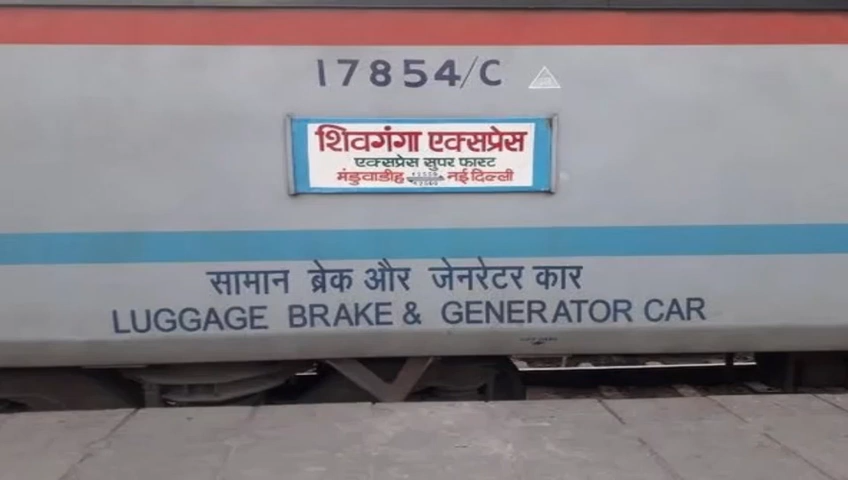 17854/C
शिवगंगा एक्सप्रेस
एक्सप्रेस सुपर फास्ट
मंडुवाडीह नई दिल्ली
सामान ब्रेक और जेनरेटर कार
LUGGAGE BRAKE & GENERATOR CAR